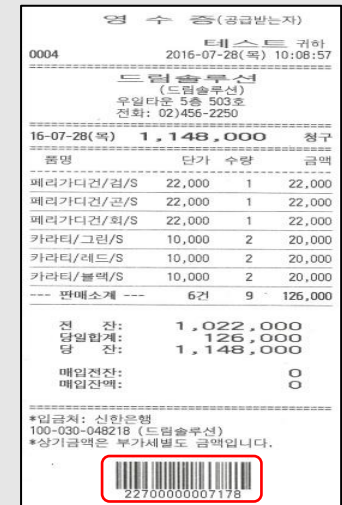 영 수 증(공급받는자)
테스트 귀하
0004 2016-07-28(목) 10:08:57
드림솔루션
(드림솔루션)
우일타운 5층 503호
전화: 02)456-2250
16-07-28(목) 1,148,000 청구
품명 단가 수량 금액
페리가디건/검/S 22,000 1 22,000
페리가디건/곤/S 22,000 1 22,000
페리가디건/회/S 22,000 1 22,000
카라티/그린/S 10,000 2 20,000
카라티/레드/S 10,000 2 20,000
카라티/블랙/S 10,000 2 20,000
--- 판매소계 --- 6건 9 126,000
전 잔: 1,022,000
당일합계: 126,000
당 잔: 1,148,000
매입전잔: 0
매입잔액: 0
*입금처: 신한은행
100-030-048218 (드림솔루션)
*상기금액은 부가세별도 금액입니다.
22700000007178